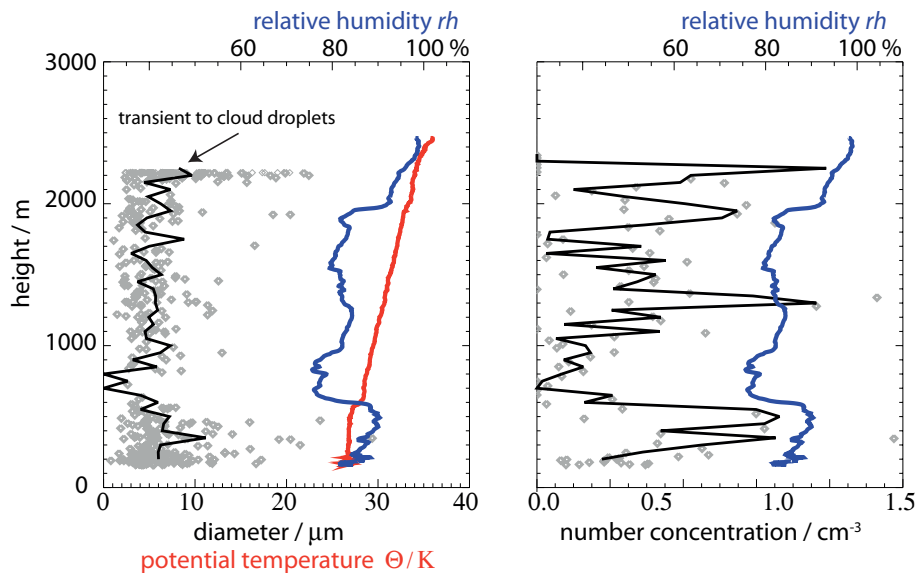 relative humidity rh
relative humidity rh
60 80 100 %
60 80 100 %
3000
2000
1000
0
height / m
transient to cloud droplets
0 10 20 30 40
0.0 0.5 1.0 1.5
diameter / μm
number concentration / cm-3
potential temperature Θ/K